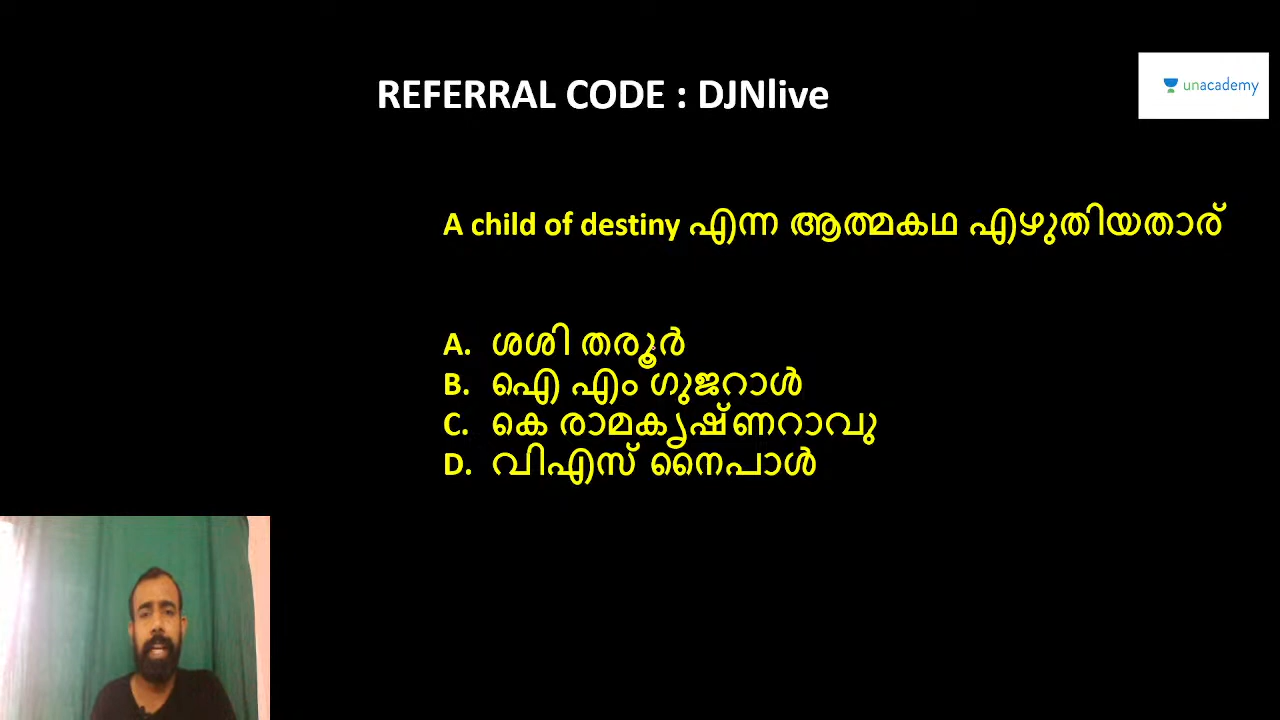 REFERRAL CODE : DJNlive
unacademy
A child of destiny എന്ന ആത്മകഥ എഴുതിയതാര്
A. ശശി തരൂർ
B. ഐ എം ഗുജറാൾ
C. കെ രാമകൃഷ്ണറാവു
D. വിഎസ് നൈപാൾ